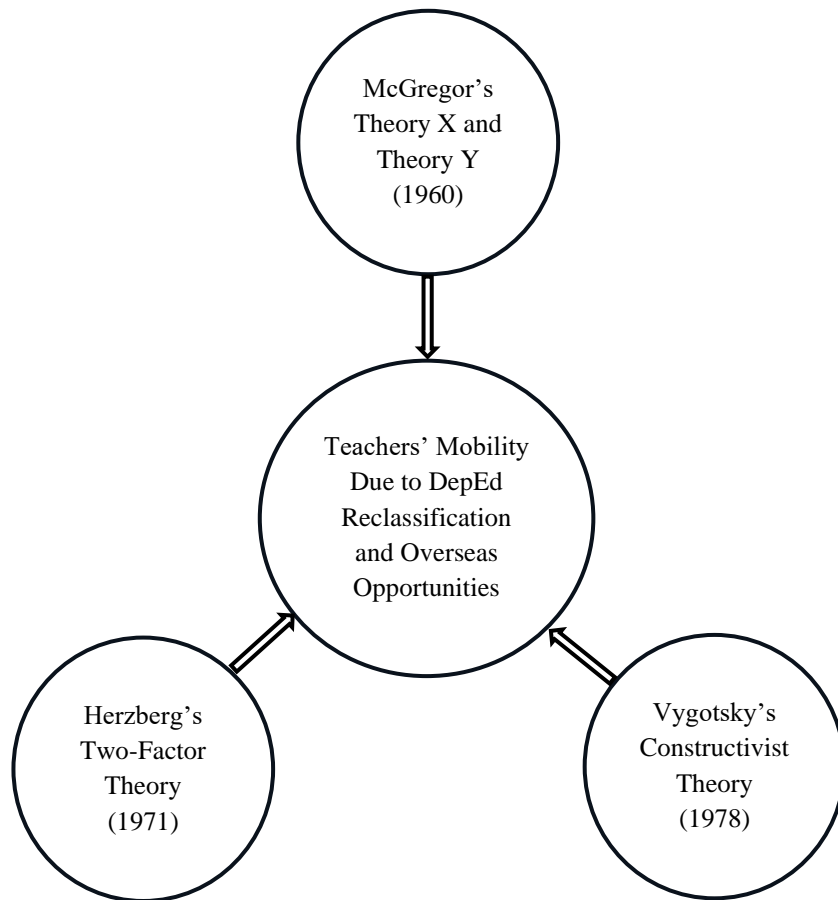 McGregor’s
Theory X and
Theory Y
(1960)
Teachers’ Mobility
Due to DepEd
Reclassification
and Overseas
Opportunities
Herzberg’s
Two-Factor
Theory
(1971)
Vygotsky’s
Constructivist
Theory
(1978)